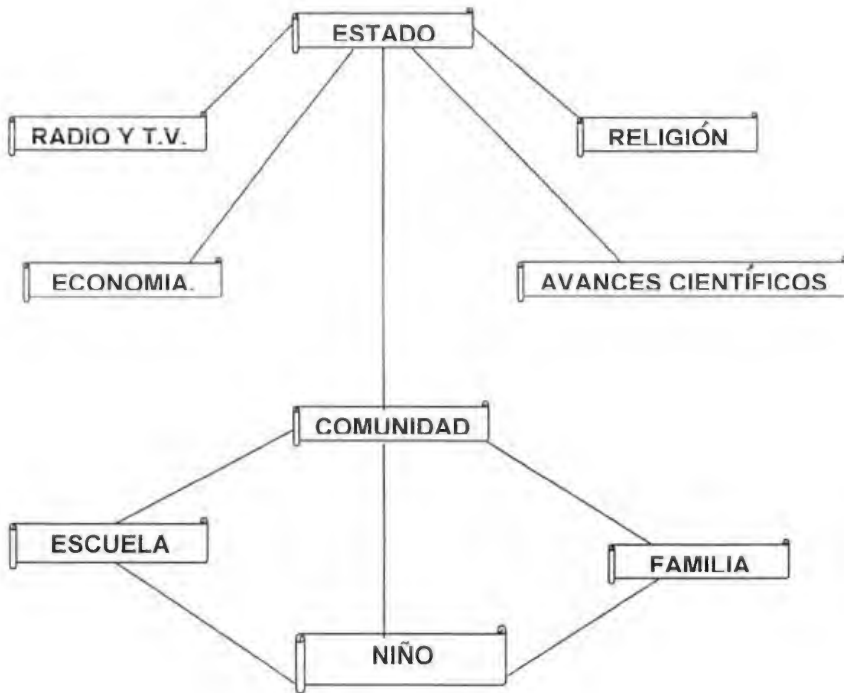 ESTADO
RADIO Y T.V.
RELIGIÓN
ECONOMIA.
AVANCES CIENTÍFICOS
COMUNIDAD
ESCUELA
FAMILIA
NIÑO